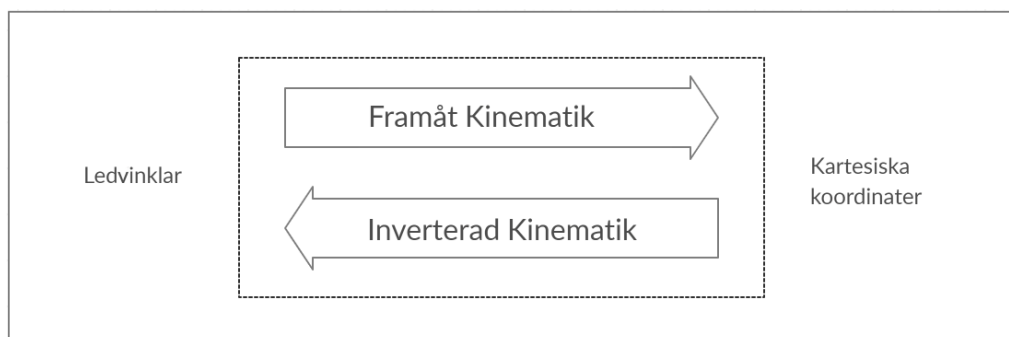 Framåt Kinematik
Ledvinklar
Kartesiska
koordinater
Inverterad Kinematik